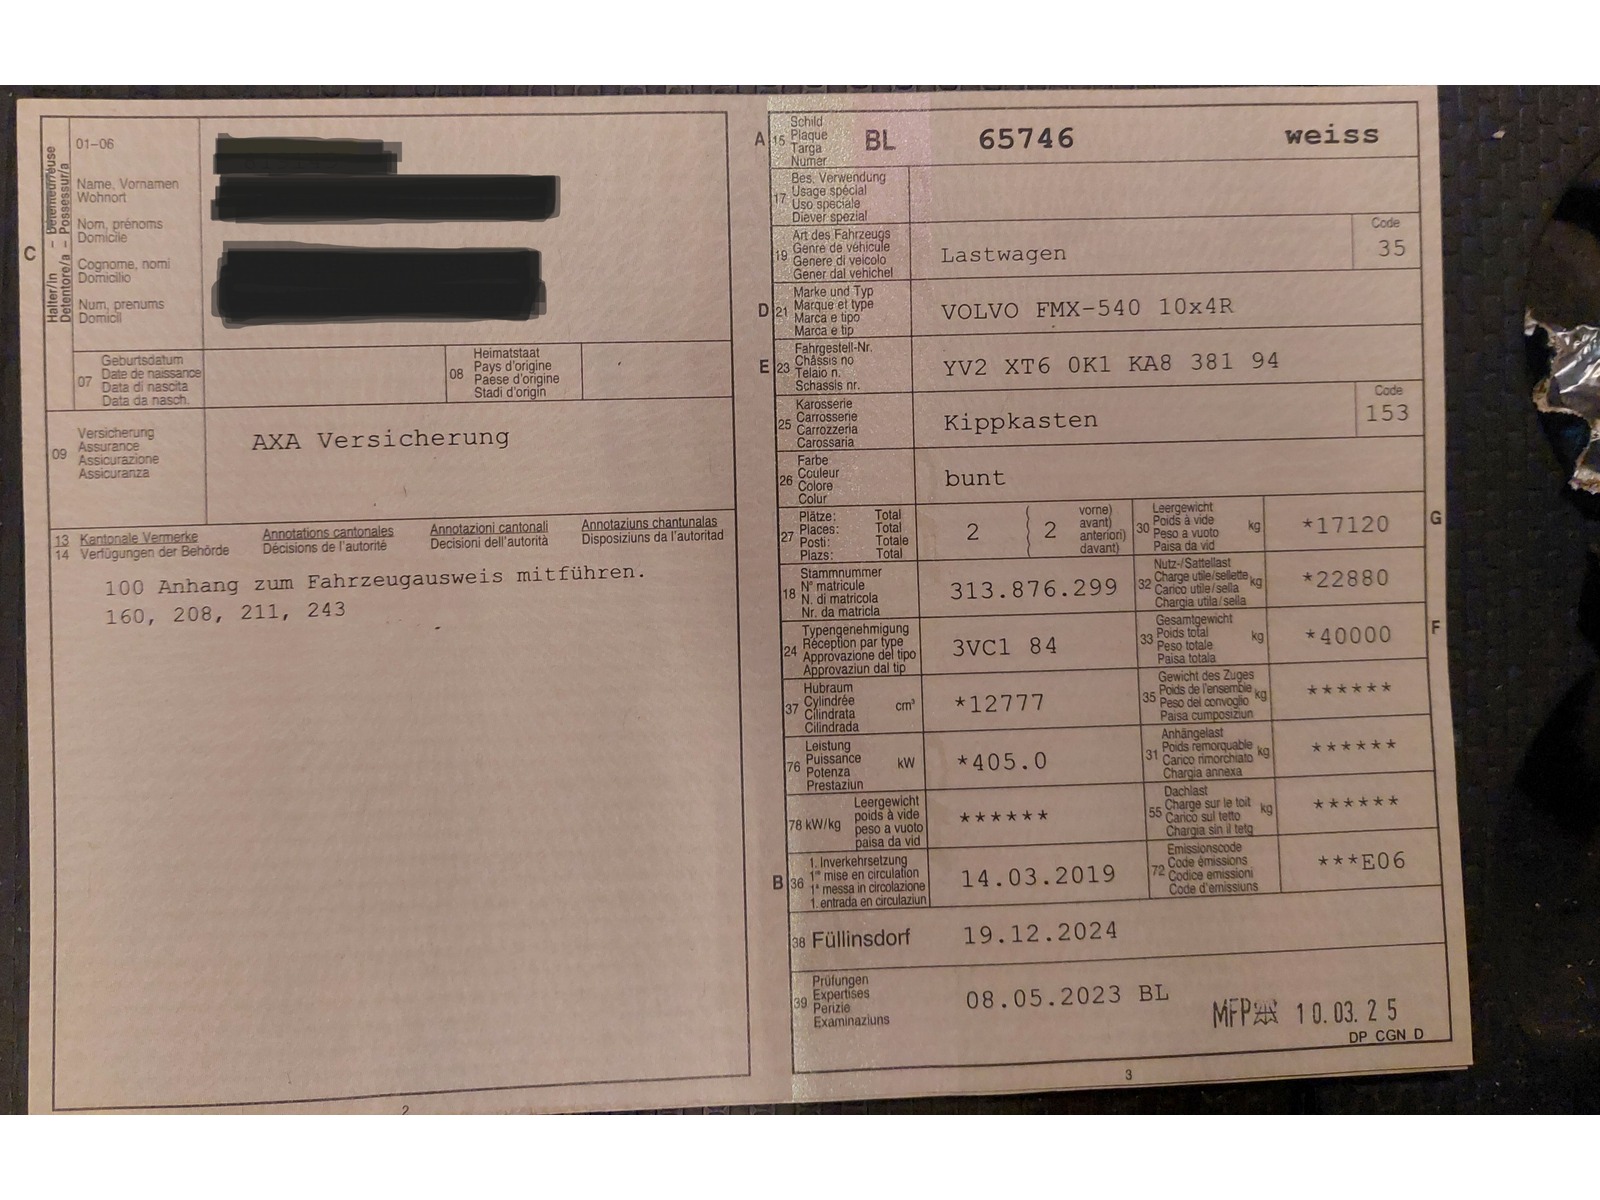 Halter/in - Détenteur/euse
Detentore/a - Possessur/a
C
01-06
Name, Vornamen
Wohnort
Nom, prénoms
Domicile
Cognome, nomi
Domicilio
Num, prenums
Domicil
07
Geburtsdatum
Date de naissance
Data di nascita
Data da nasch.
08
Heimatstaat
Pays d'origine
Paese d'origine
Stadi d'origin
09
Versicherung
Assurance
Assicurazione
Assicuranza
AXA Versicherung
13 Kantonale Vermerke Annotations cantonales Annotazioni cantonali Annotaziuns chantunalas
14 Verfügungen der Behörde Décisions de l'autorité Decisioni dell'autorità Disposiziuns da l'autoritad
100 Anhang zum Fahrzeugausweis mitführen.
160, 208, 211, 243
2
A 15
Schild
Plaque
Targa
Numer
BL 65746 weiss
17
Bes. Verwendung
Usage spécial
Uso speciale
Diever spezial
19
Art des Fahrzeugs
Genre de véhicule
Genere di veicolo
Gener dal vehichel
Lastwagen
Code
35
D 21
Marke und Typ
Marque et type
Marca e tipo
Marca e tip
VOLVO FMX-540 10x4R
E 23
Fahrgestell-Nr.
Châssis no
Telaio n.
Schassis nr.
YV2 XT6 0K1 KA8 381 94
25
Karosserie
Carrosserie
Carrozzeria
Carossaria
Kippkasten
Code
153
26
Farbe
Couleur
Colore
Colur
bunt
27
Plätze: Total
Places: Total
Posti: Totale
Plazs: Total
2 { 2
vorne)
avant)
anteriori)
davant)
30
Leergewicht
Poids à vide
Peso a vuoto
Paisa da vid
kg
*17120
G
18
Stammnummer
N° matricule
N. di matricola
Nr. da matricla
313.876.299
32
Nutz-/Sattellast
Charge utile/sellette
Carico utile/sella
Chargia utila/sella
kg
*22880
24
Typengenehmigung
Réception par type
Approvazione del tipo
Approvaziun dal tip
3VC1 84
33
Gesamtgewicht
Poids total
Peso totale
Paisa totala
kg
*40000
F
37
Hubraum
Cylindrée
Cilindrata
Cilindrada
cm³
*12777
35
Gewicht des Zuges
Poids de l'ensemble
Peso del convoglio
Paisa cumposiziun
kg
******
76
Leistung
Puissance
Potenza
Prestaziun
kW
*405.0
31
Anhängelast
Poids remorquable
Carico rimorchiato
Chargia annexa
kg
******
78 kW/kg
Leergewicht
poids à vide
peso a vuoto
paisa da vid
******
55
Dachlast
Charge sur le toit
Carico sul tetto
Chargia sin il tetg
kg
******
B 36
1. Inverkehrsetzung
1re mise en circulation
1a messa in circolazione
1. entrada en circulaziun
14.03.2019
72
Emissionscode
Code émissions
Codice emissioni
Code d'emissiuns
***E06
38 Füllinsdorf 19.12.2024
39
Prüfungen
Expertises
Perizie
Examinaziuns
08.05.2023 BL
MFP 10.03.25
DP CGN D
3